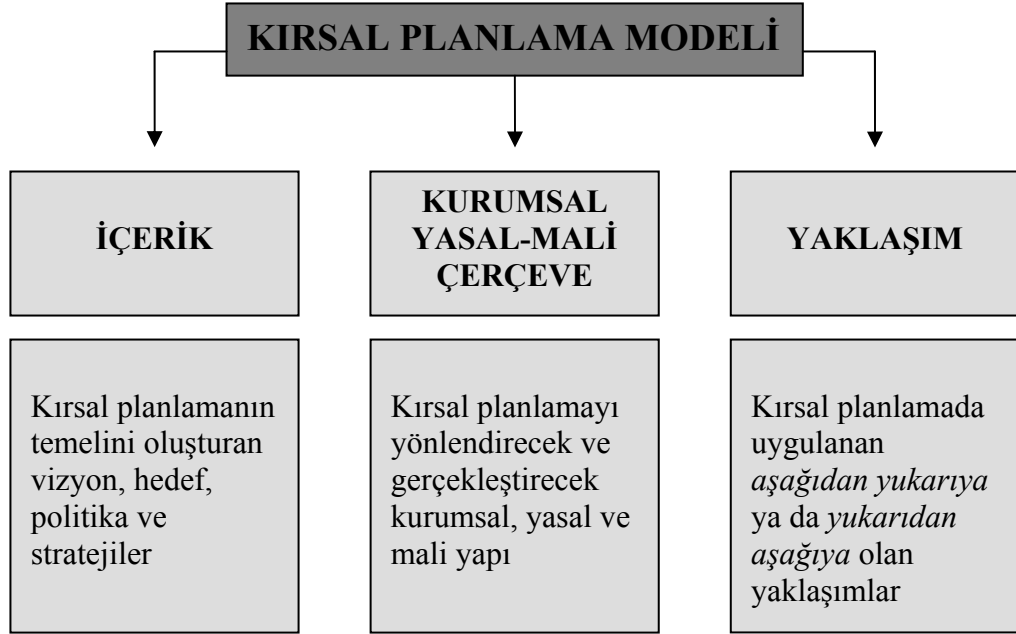 KIRSAL PLANLAMA MODELİ
İÇERİK
KURUMSAL
YASAL-MALİ
ÇERÇEVE
YAKLAŞIM
Kırsal planlamanın
temelini oluşturan
vizyon, hedef,
politika ve
stratejiler
Kırsal planlamayı
yönlendirecek ve
gerçekleştirecek
kurumsal, yasal ve
mali yapı
Kırsal planlamada
uygulanan
aşağıdan yukarıya
ya da yukarıdan
aşağıya olan
yaklaşımlar